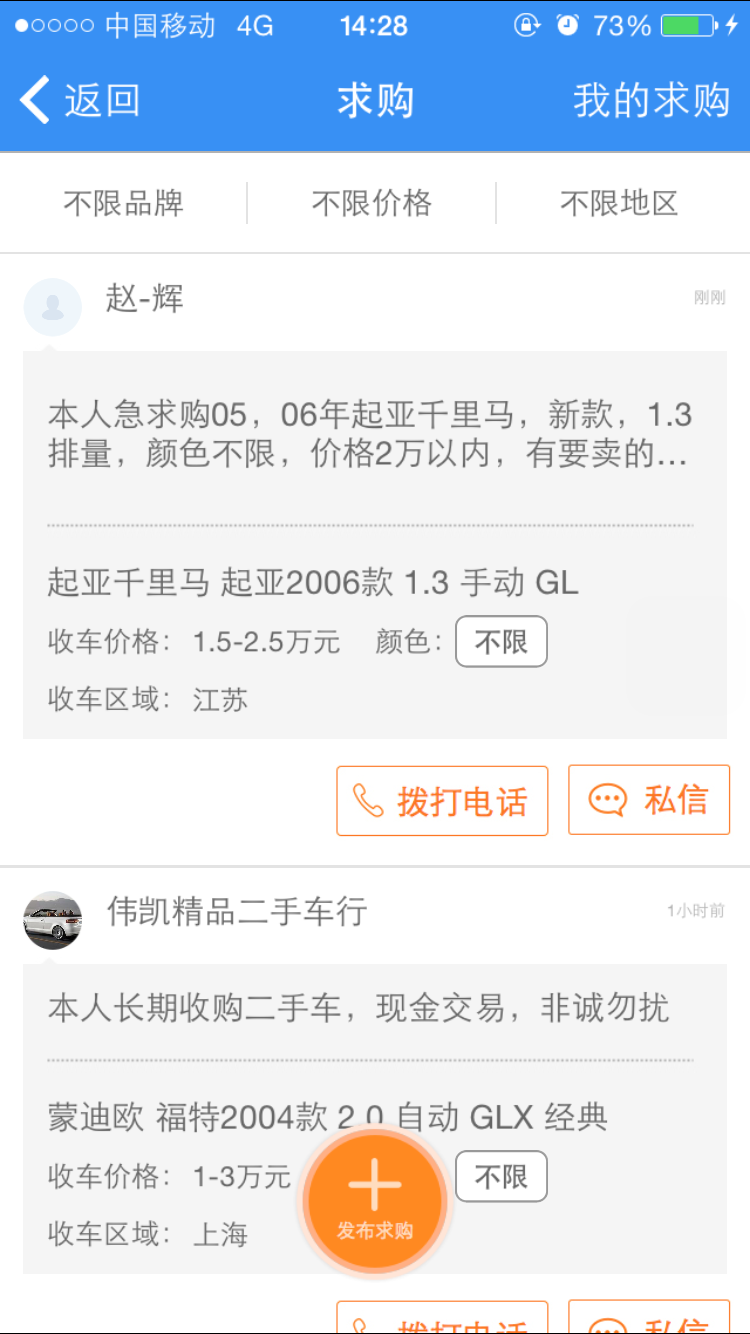 中国移动 4G 14:28 73%
返回 求购 我的求购
不限品牌 不限价格 不限地区
赵-辉 刚刚
本人急求购05，06年起亚千里马，新款，1.3
排量，颜色不限，价格2万以内，有要卖的...
起亚千里马 起亚2006款 1.3 手动 GL
收车价格： 1.5-2.5万元 颜色： 不限
收车区域： 江苏
拨打电话 私信
伟凯精品二手车行 1小时前
本人长期收购二手车，现金交易，非诚勿扰
蒙迪欧 福特2004款 2.0 自动 GLX 经典
收车价格： 1-3万元 不限
发布求购
收车区域： 上海
拨打电话 私信